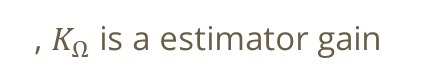 , K_Ω is a estimator gain